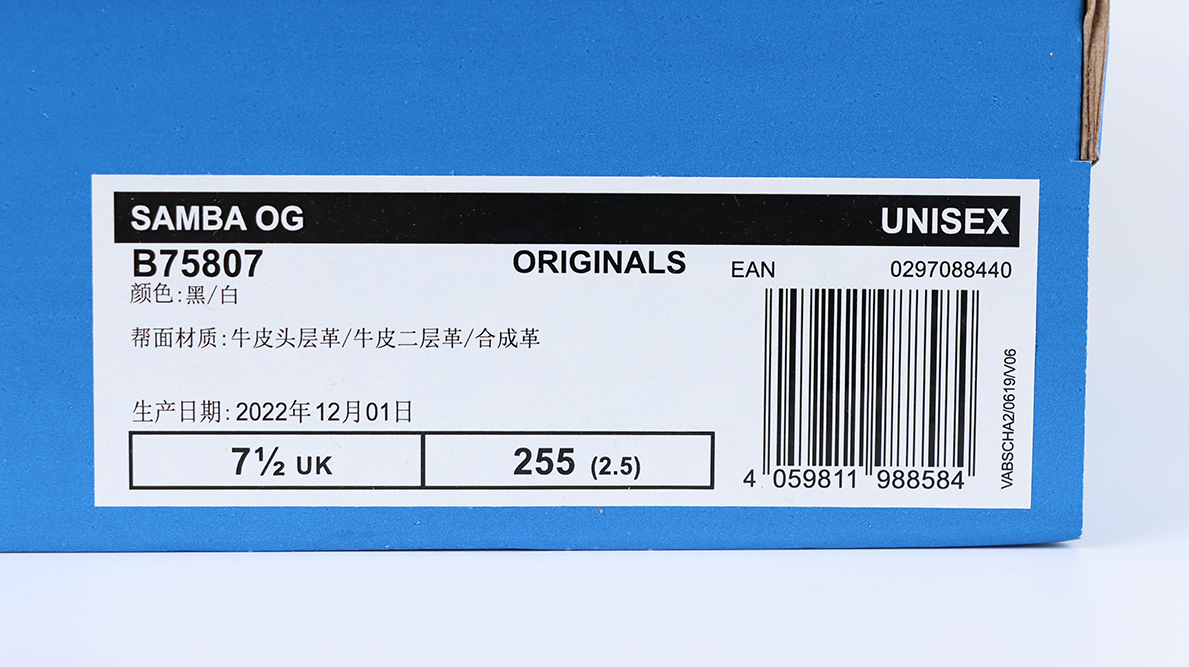 SAMBA OG UNISEX
B75807 ORIGINALS EAN 0297088440
颜色:黑/白
帮面材质:牛皮头层革/牛皮二层革/合成革
生产日期:2022年12月01日
7½ UK 255 (2.5)
4 059811 988584
VABSCHA2/0619/V06